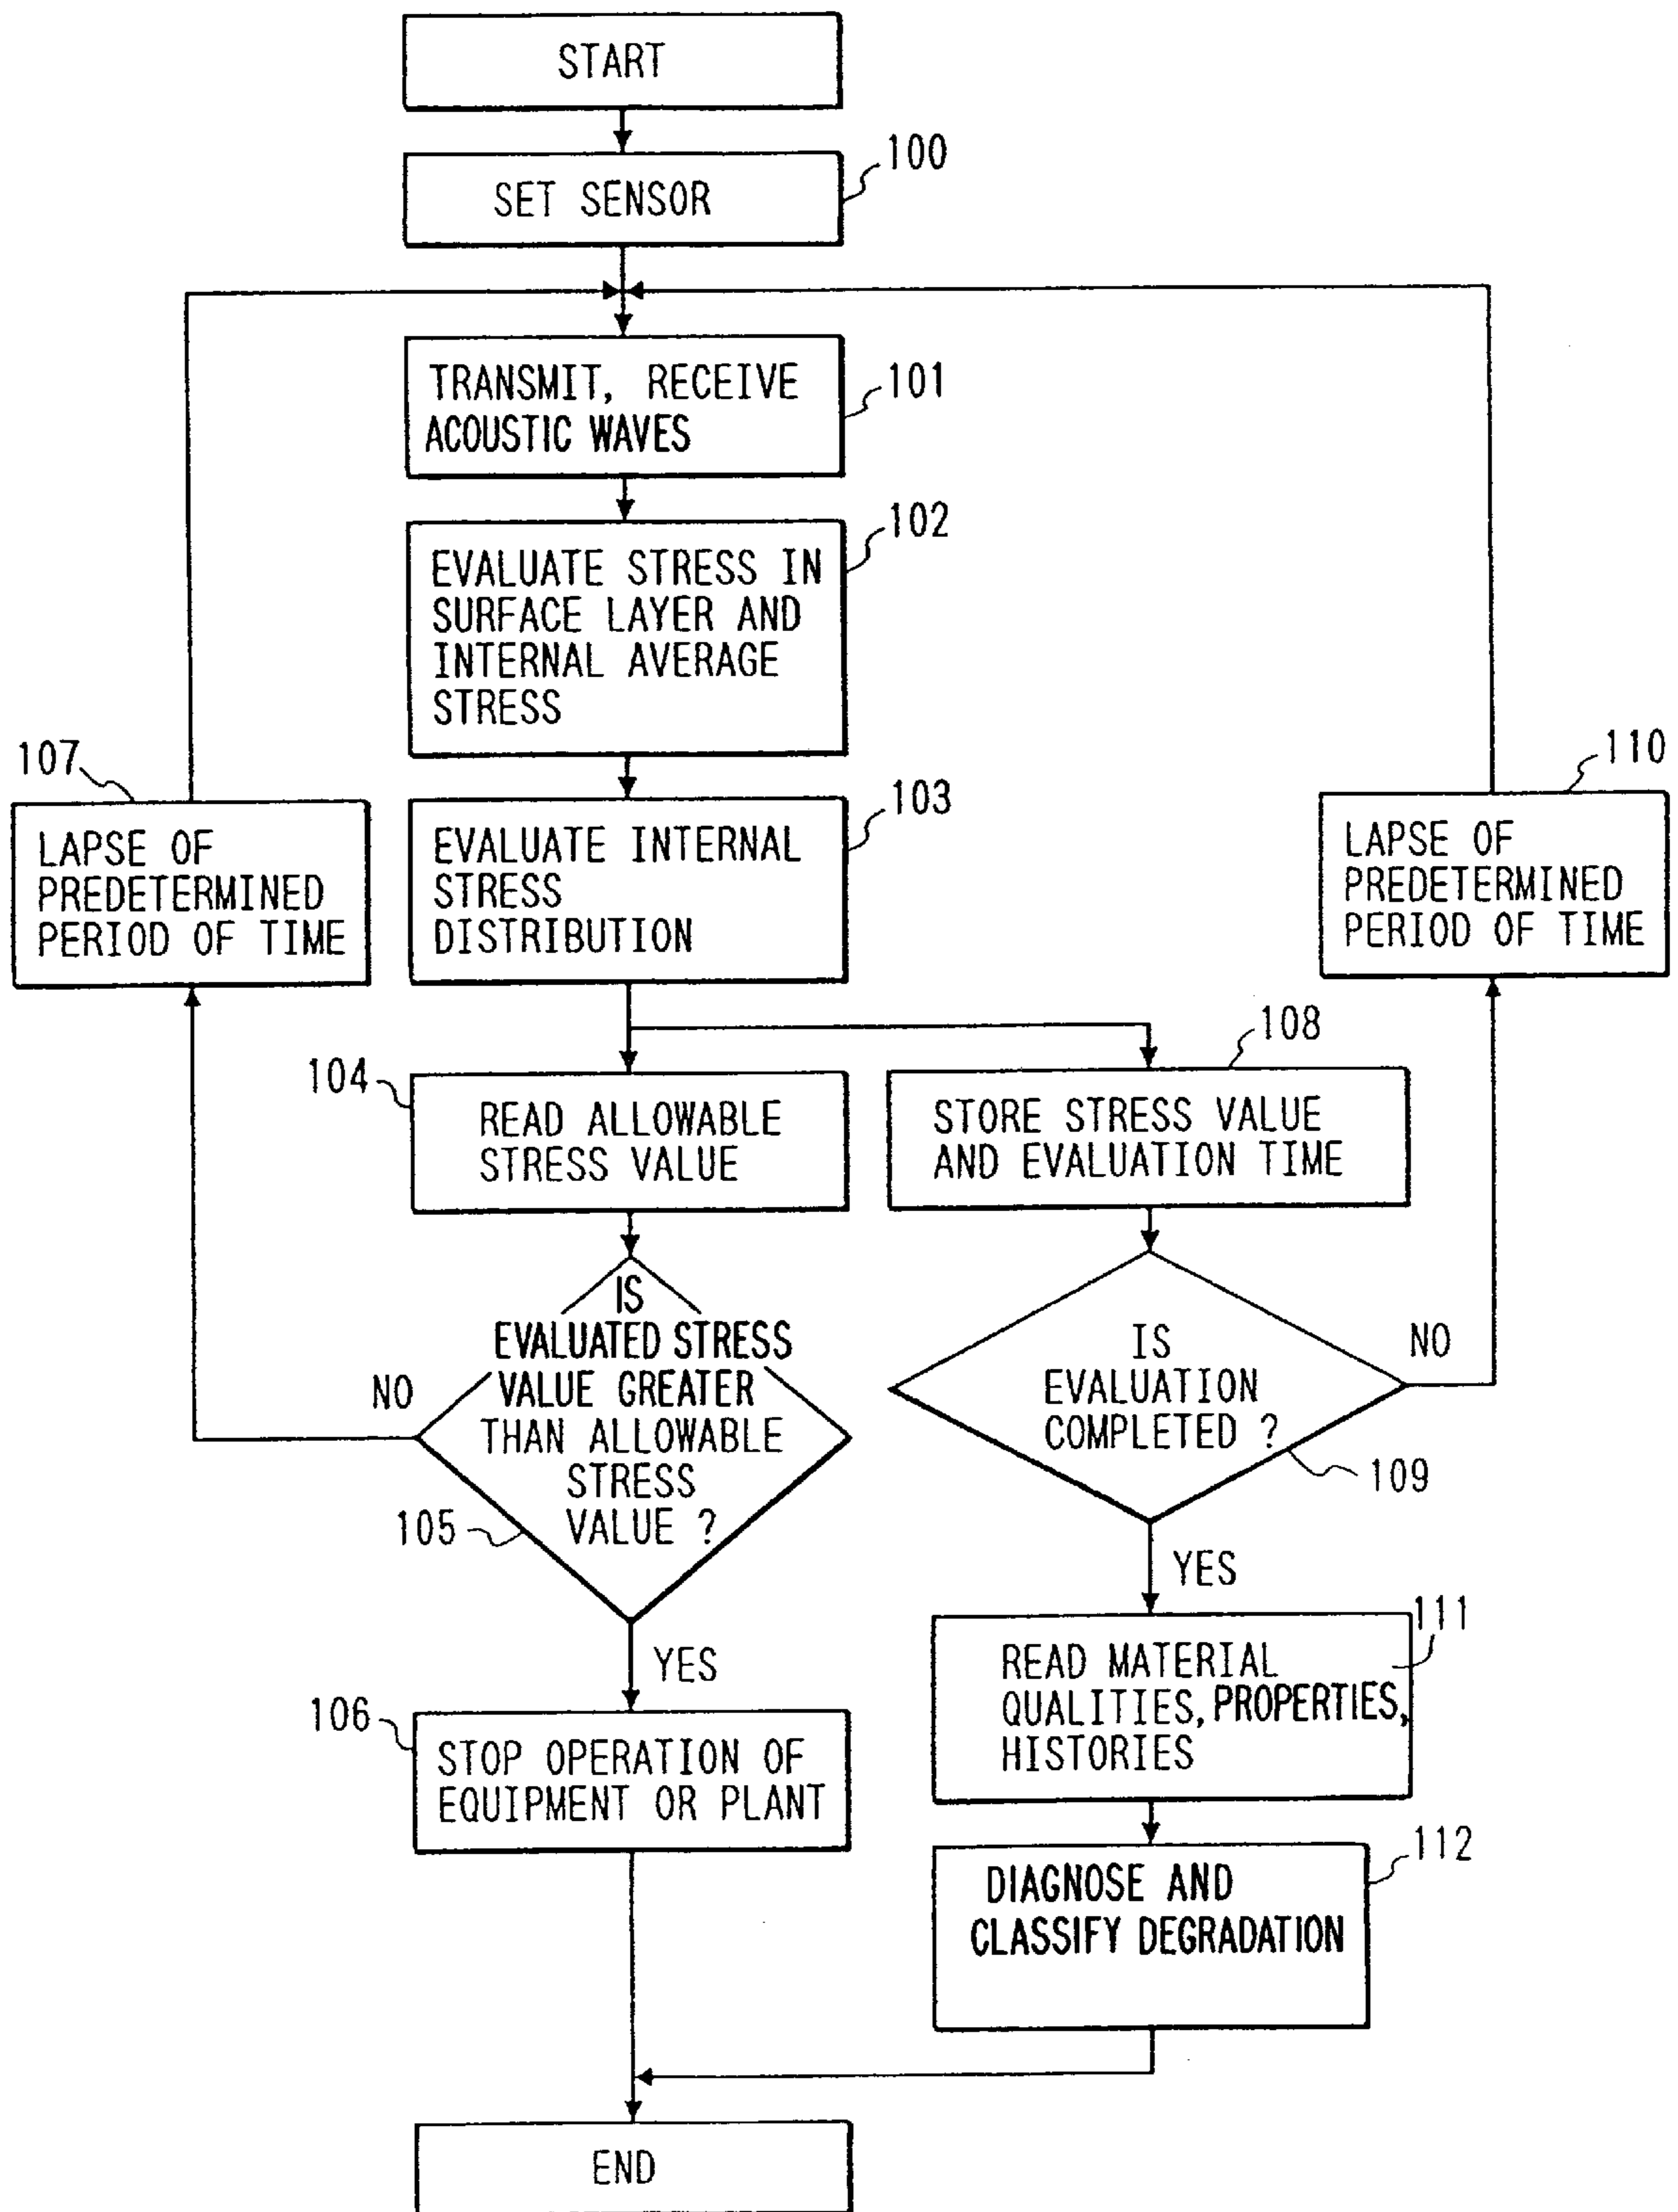 START
100
SET SENSOR
101
TRANSMIT, RECEIVE
ACOUSTIC WAVES
102
EVALUATE STRESS IN
SURFACE LAYER AND
INTERNAL AVERAGE
STRESS
107
LAPSE OF
PREDETERMINED
PERIOD OF TIME
103
EVALUATE INTERNAL
STRESS
DISTRIBUTION
110
LAPSE OF
PREDETERMINED
PERIOD OF TIME
104
READ ALLOWABLE
STRESS VALUE
108
STORE STRESS VALUE
AND EVALUATION TIME
IS
EVALUATED STRESS
VALUE GREATER
THAN ALLOWABLE
STRESS
VALUE ?
NO
105
YES
IS
EVALUATION
COMPLETED ?
NO
109
YES
106
STOP OPERATION OF
EQUIPMENT OR PLANT
111
READ MATERIAL
QUALITIES, PROPERTIES,
HISTORIES
112
DIAGNOSE AND
CLASSIFY DEGRADATION
END